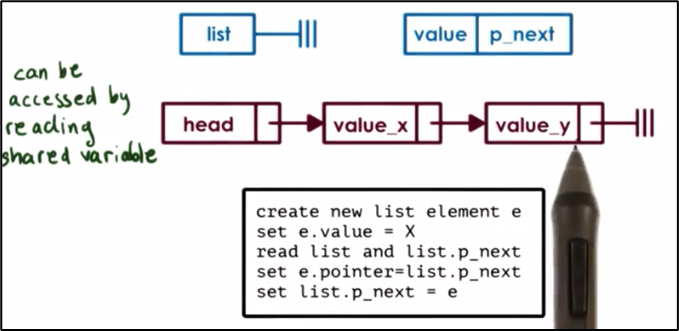 list
value p_next
can be
accessed by
reading
shared variable
head value_x value_y
create new list element e
set e.value = X
read list and list.p_next
set e.pointer=list.p_next
set list.p_next = e